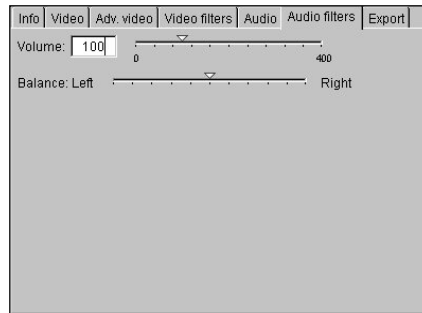 Info Video Adv. video Video filters Audio Audio filters Export
Volume: 100
0 400
Balance: Left Right